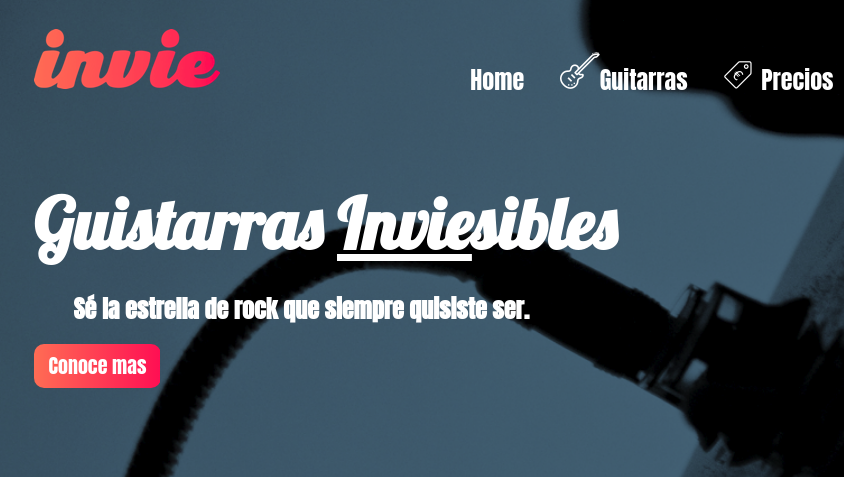 invie
Home Guitarras Precios
Guistarras Inviesibles
Sé la estrella de rock que siempre quisiste ser.
Conoce mas